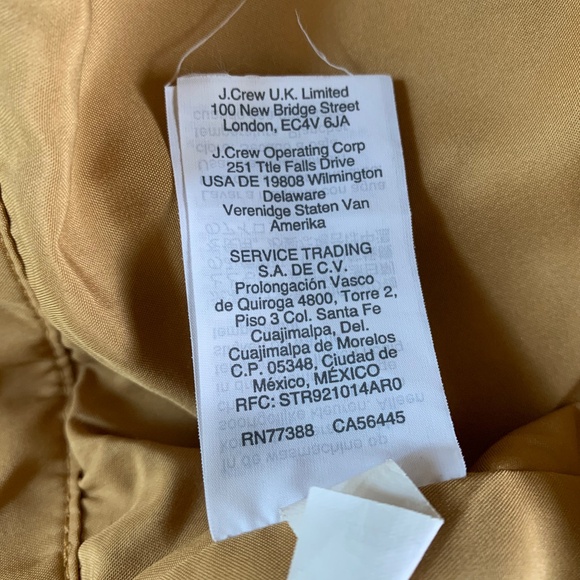 J.Crew U.K. Limited
100 New Bridge Street
London, EC4V 6JA
J.Crew Operating Corp
251 Ttle Falls Drive
USA DE 19808 Wilmington
Delaware
Verenidge Staten Van
Amerika
SERVICE TRADING
S.A. DE C.V.
Prolongación Vasco
de Quiroga 4800, Torre 2,
Piso 3 Col. Santa Fe
Cuajimalpa, Del.
Cuajimalpa de Morelos
C.P. 05348, Ciudad de
México, MÉXICO
RFC: STR921014AR0
RN77388 CA56445